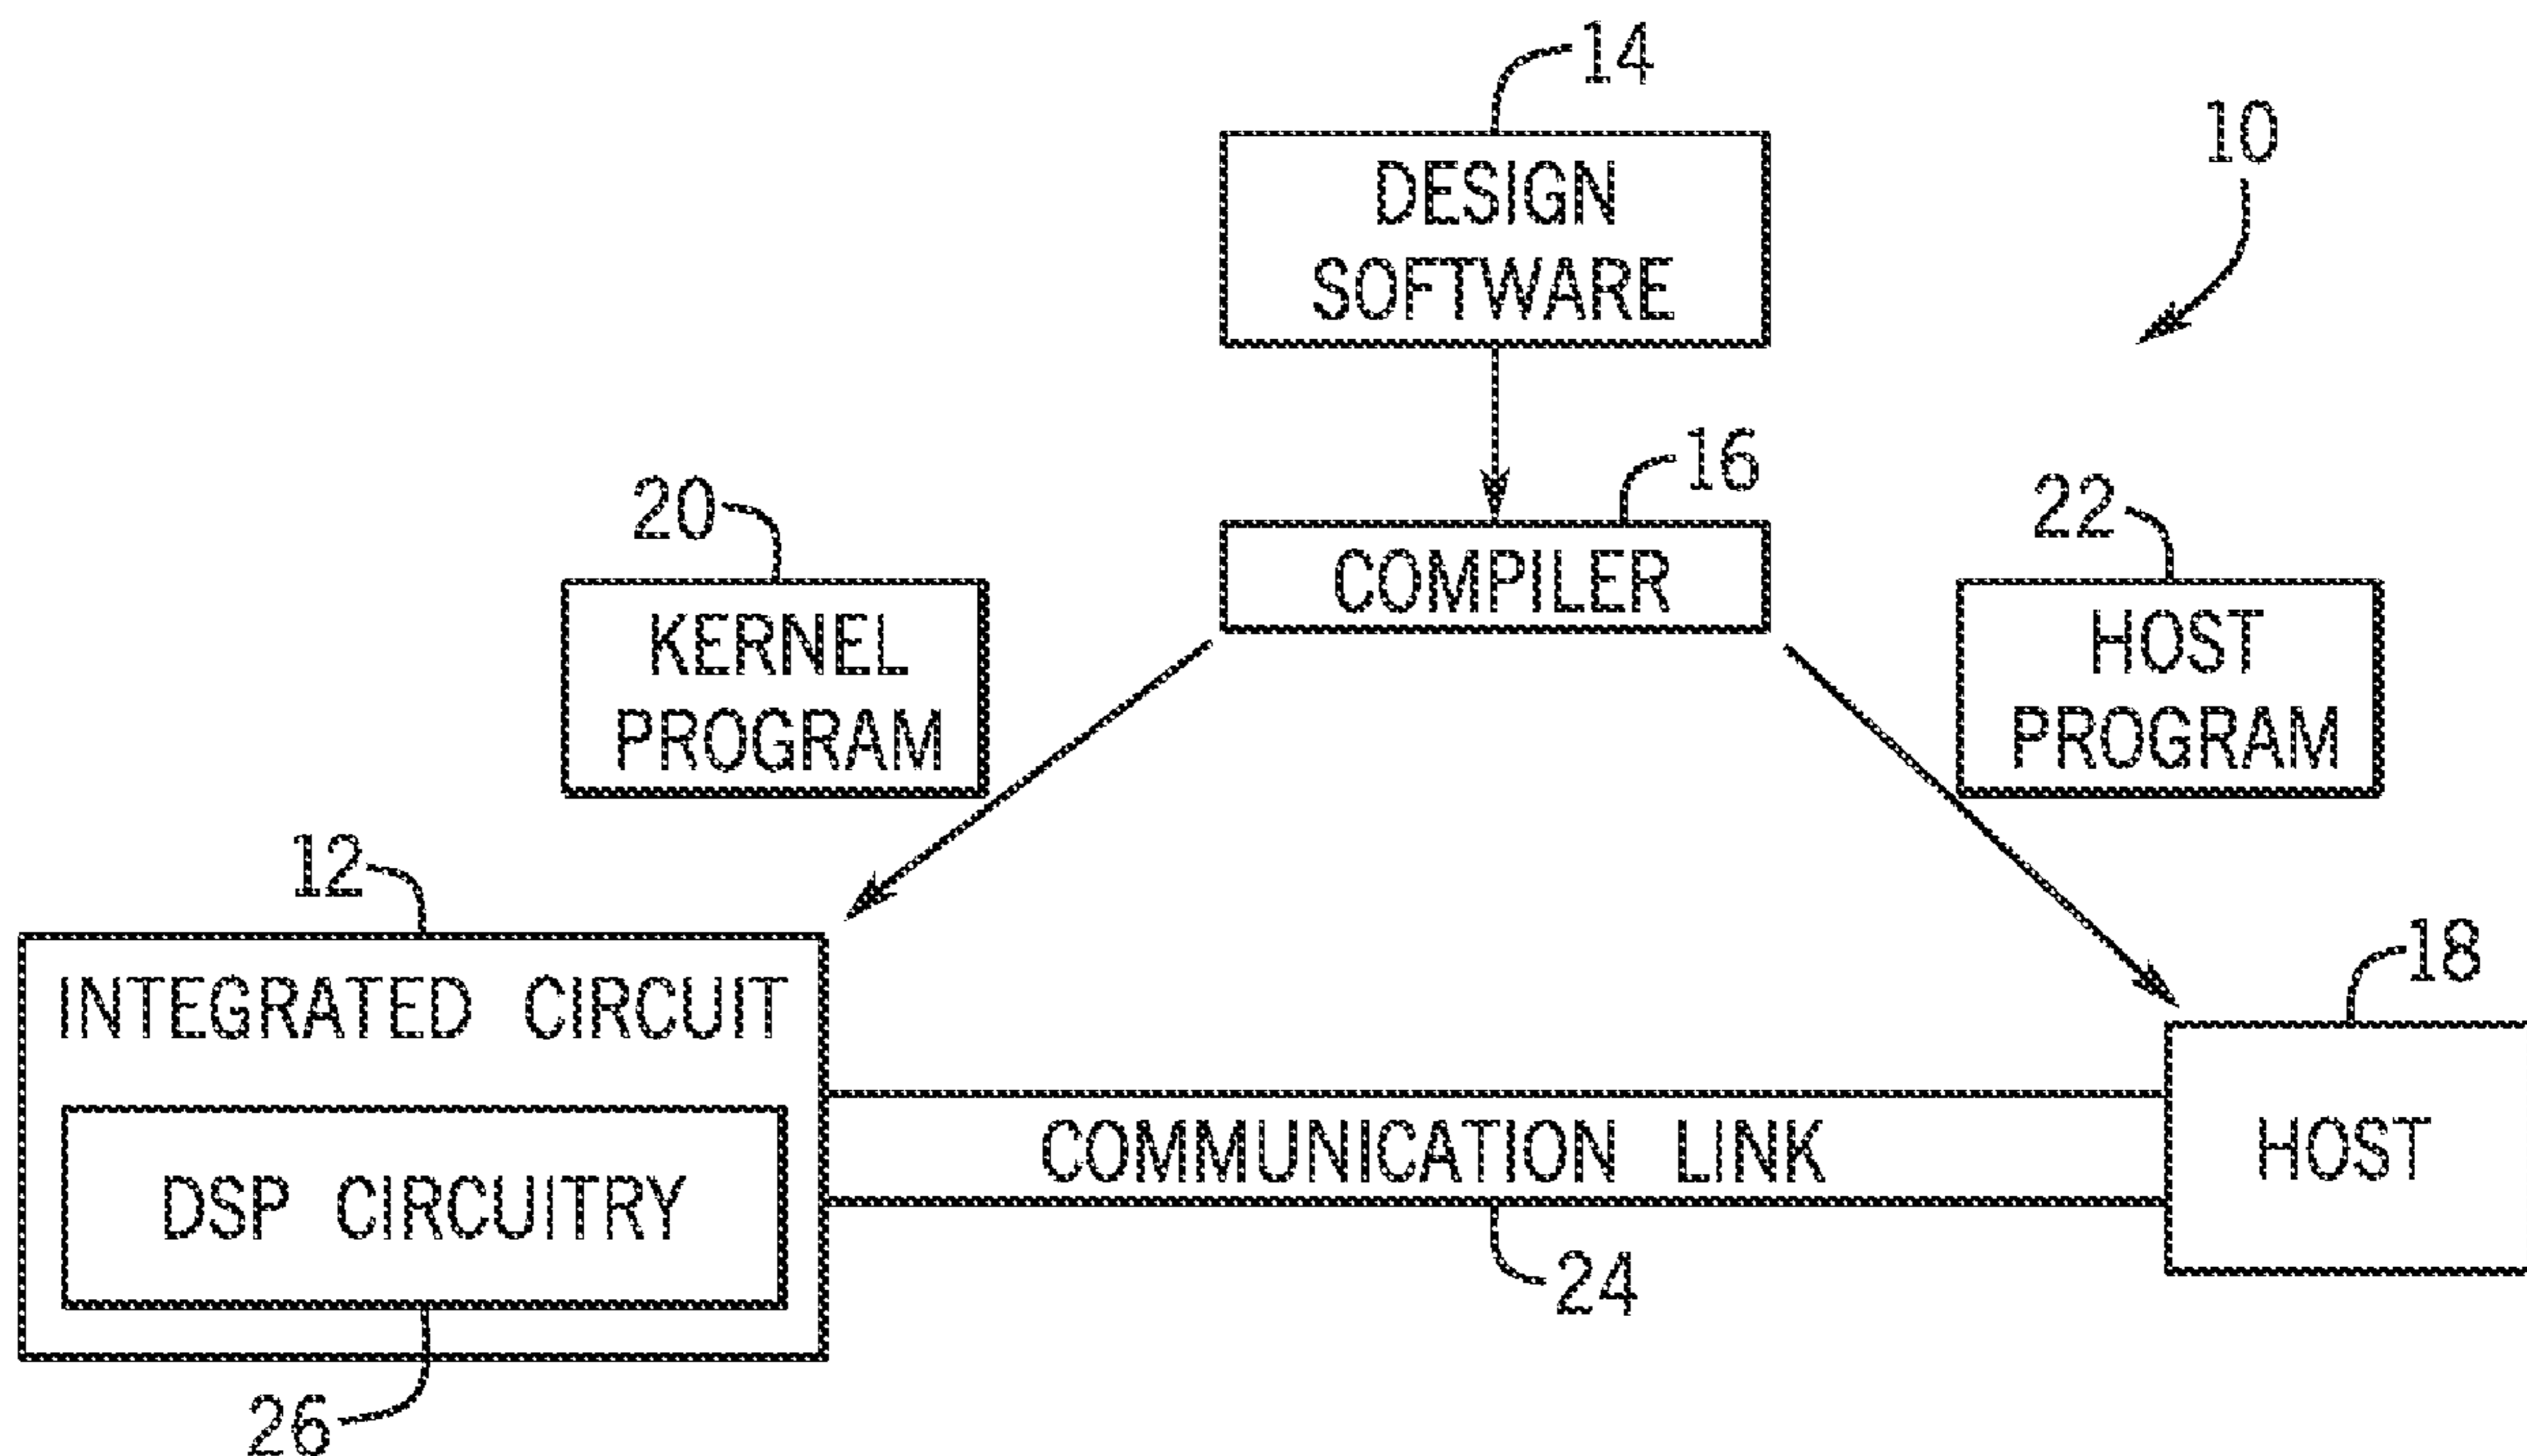 14
10
DESIGN
SOFTWARE
16
20
22
COMPILER
KERNEL
PROGRAM
HOST
PROGRAM
12
18
INTEGRATED CIRCUIT
DSP CIRCUITRY
COMMUNICATION LINK
HOST
24
26